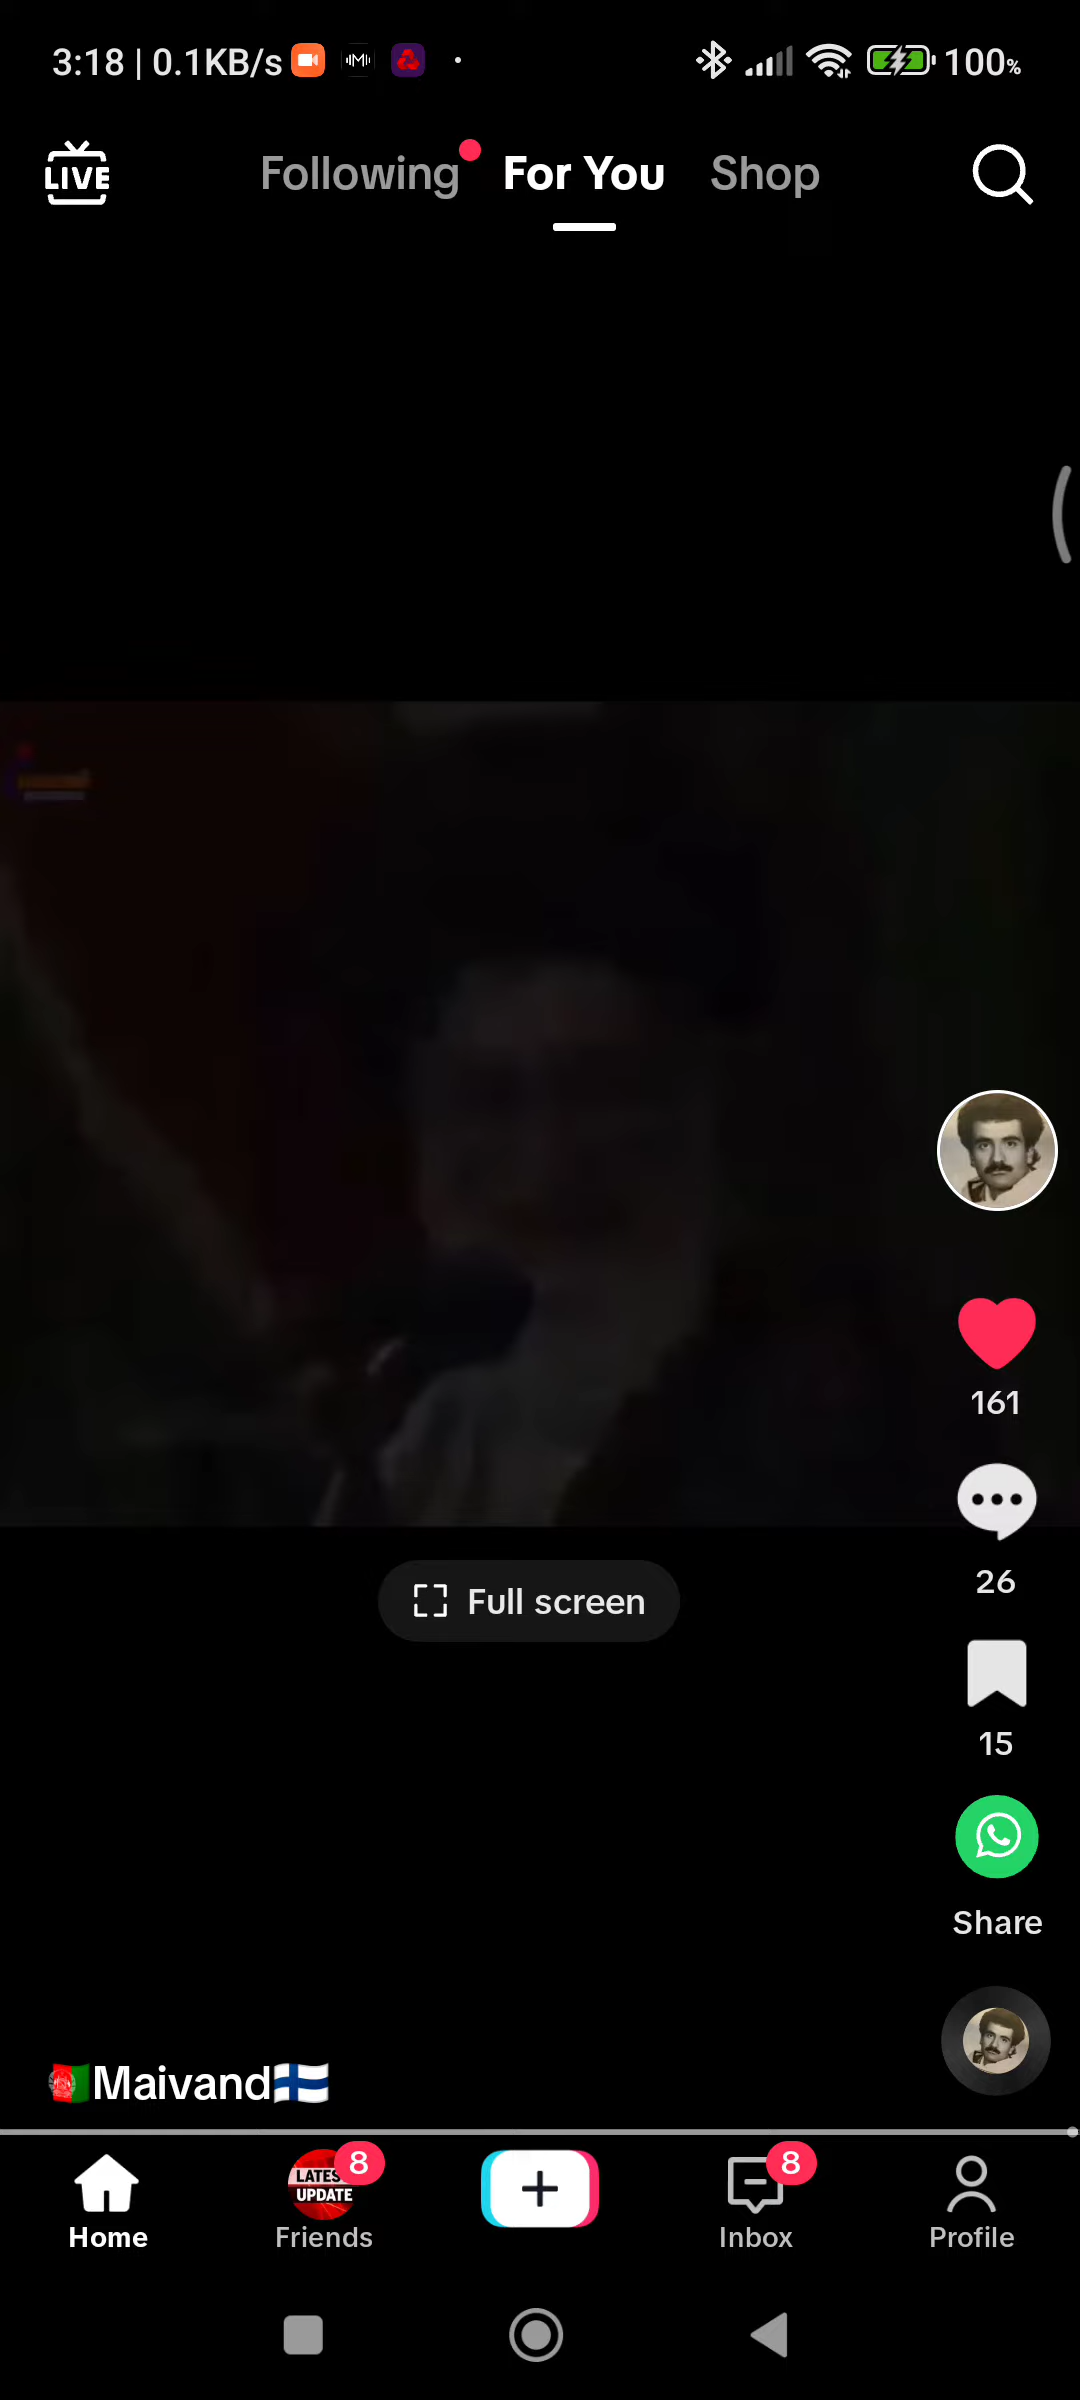 3:18 | 0.1KB/s
100%
LIVE
Following
For You
Shop
161
26
Full screen
15
Share
🇦🇫Maivand🇫🇮
LATEST
UPDATE
8
8
Home
Friends
Inbox
Profile